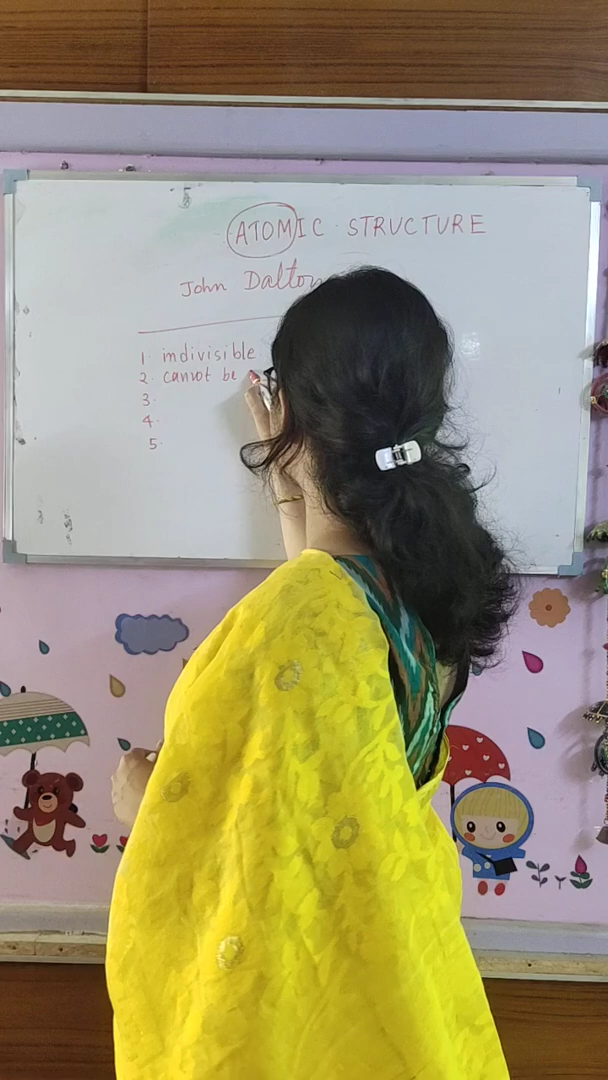 ATOMIC STRUCTURE
John Dalton
1. indivisible
2. cannot be
3.
4.
5.